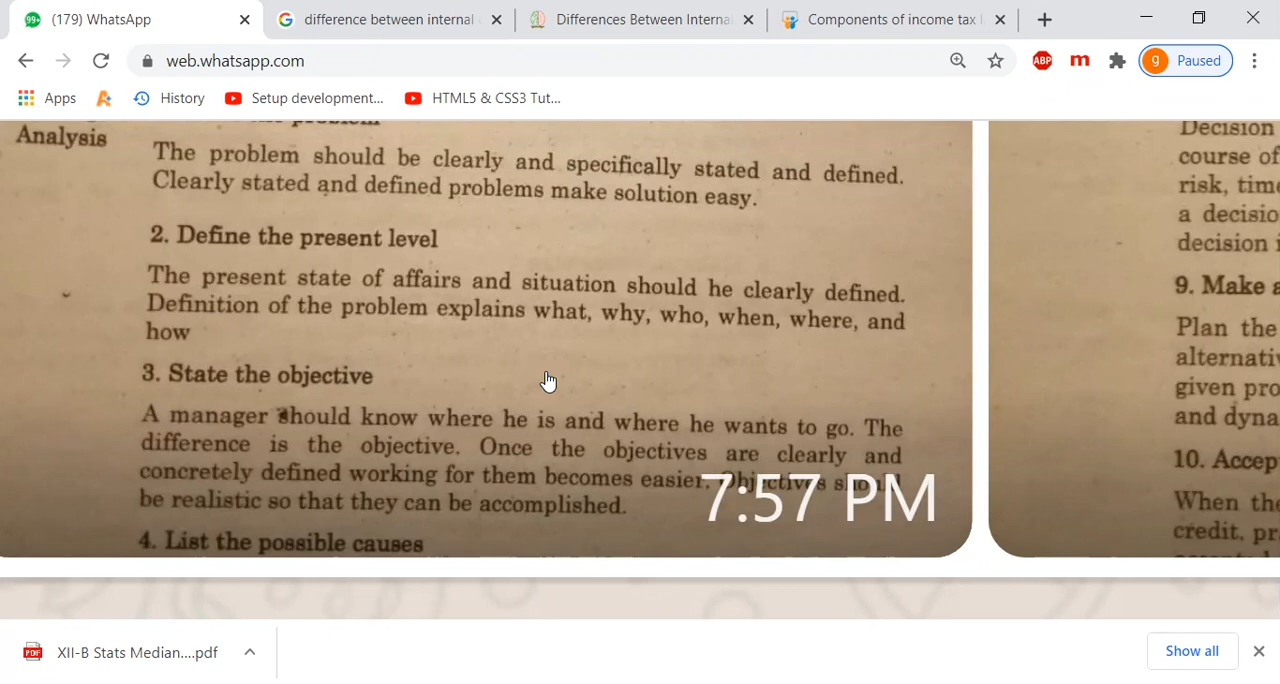 (179) WhatsApp
difference between internal
Differences Between Interna
Components of income tax
web.whatsapp.com
ABP
m
g
Paused
Apps
History
Setup development...
HTML5 & CSS3 Tut...
Analysis
The problem should be clearly and specifically stated and defined.
Clearly stated and defined problems make solution easy.
2. Define the present level
The present state of affairs and situation should he clearly defined.
Definition of the problem explains what, why, who, when, where, and
how
3. State the objective
A manager should know where he is and where he wants to go. The
difference is the objective. Once the objectives are clearly and
concretely defined working for them becomes easier. Objectives should
be realistic so that they can be accomplished.
4. List the possible causes
7:57 PM
Decision
course of
risk, time
a decisio
decision i
9. Make a
Plan the
alternativ
given pro
and dyna
10. Accep
When the
credit, pr
PDF
XII-B Stats Median....pdf
Show all